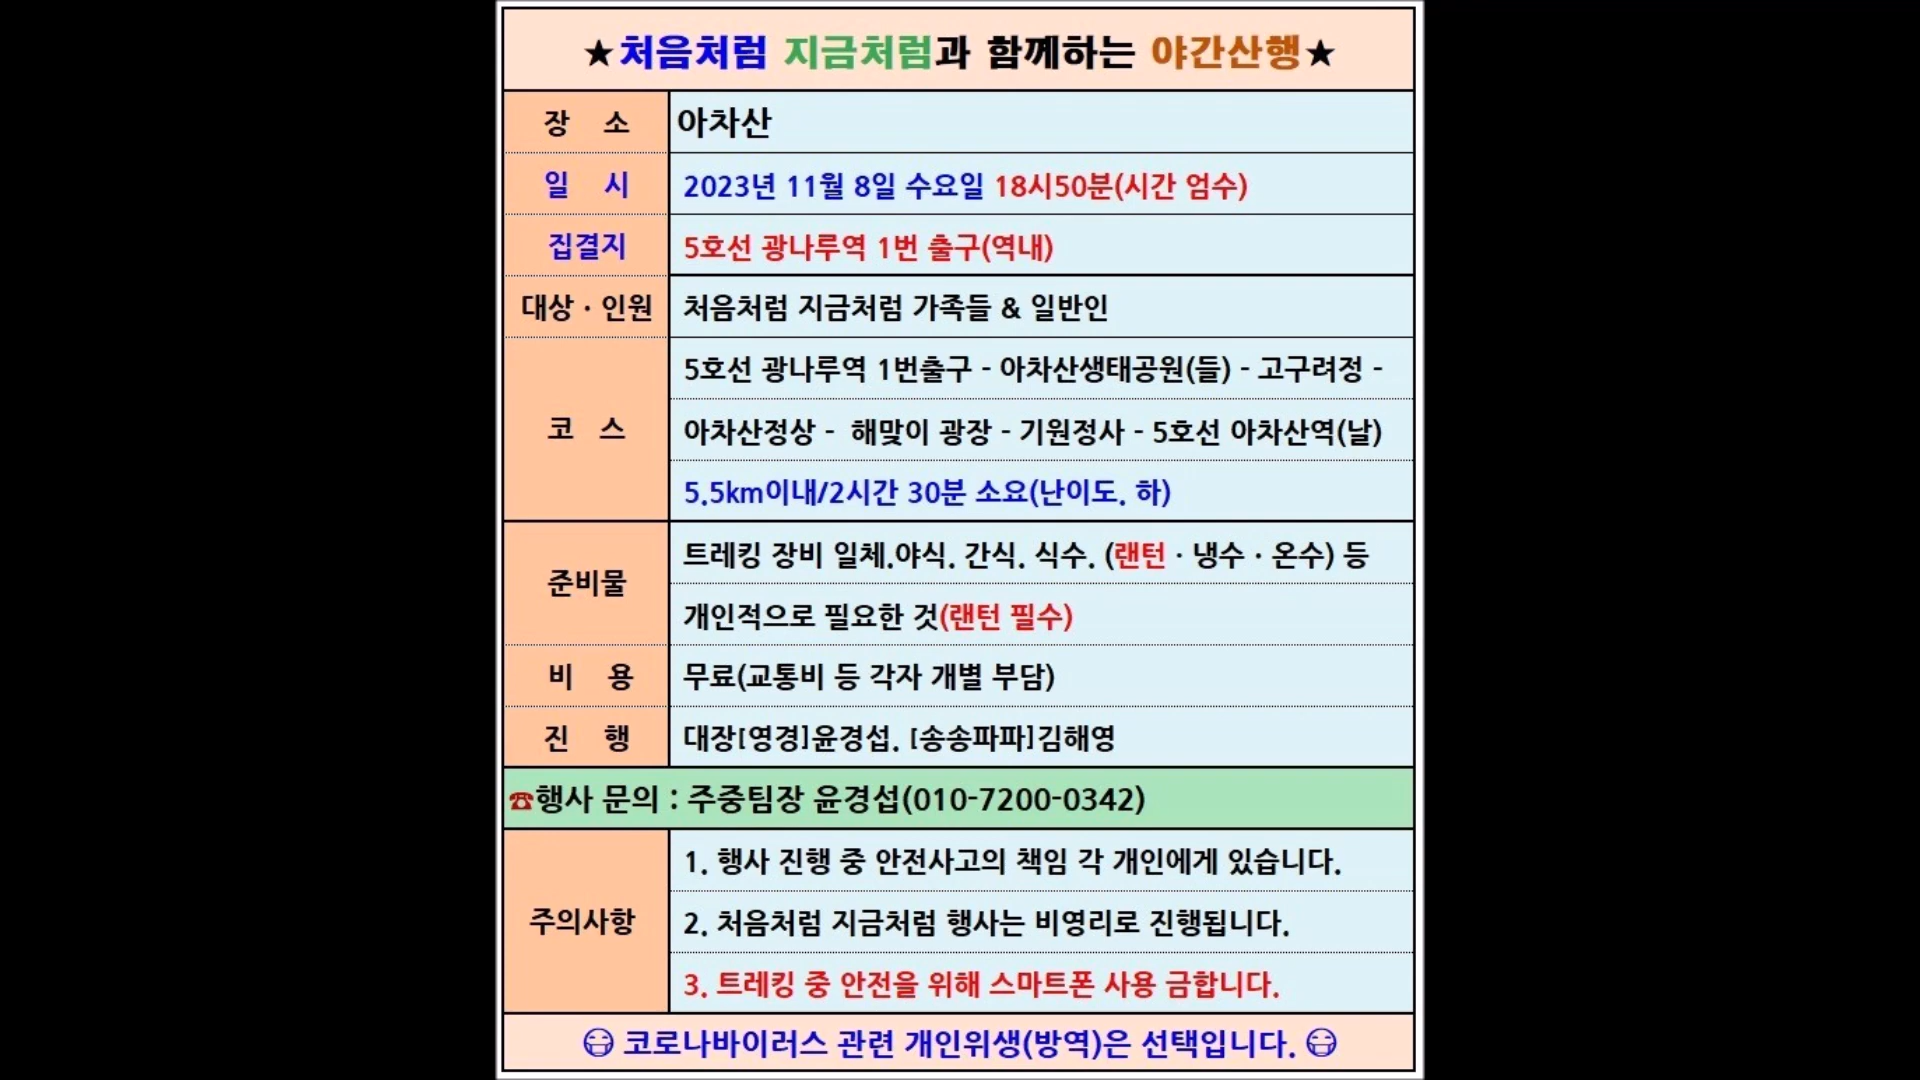 ★처음처럼 지금처럼과 함께하는 야간산행★
장 소 아차산
일 시 2023년 11월 8일 수요일 18시50분(시간 엄수)
집결지 5호선 광나루역 1번 출구(역내)
대상 · 인원 처음처럼 지금처럼 가족들 & 일반인
코 스
5호선 광나루역 1번출구 - 아차산생태공원(들) - 고구려정 -
아차산정상 - 해맞이 광장 - 기원정사 - 5호선 아차산역(날)
5.5km이내/2시간 30분 소요(난이도. 하)
준비물
트레킹 장비 일체.야식. 간식. 식수. (랜턴 · 냉수 · 온수) 등
개인적으로 필요한 것(랜턴 필수)
비 용 무료(교통비 등 각자 개별 부담)
진 행 대장[영경]윤경섭. [송송파파]김해영
☎행사 문의 : 주중팀장 윤경섭(010-7200-0342)
주의사항
1. 행사 진행 중 안전사고의 책임 각 개인에게 있습니다.
2. 처음처럼 지금처럼 행사는 비영리로 진행됩니다.
3. 트레킹 중 안전을 위해 스마트폰 사용 금합니다.
😷 코로나바이러스 관련 개인위생(방역)은 선택입니다. 😷